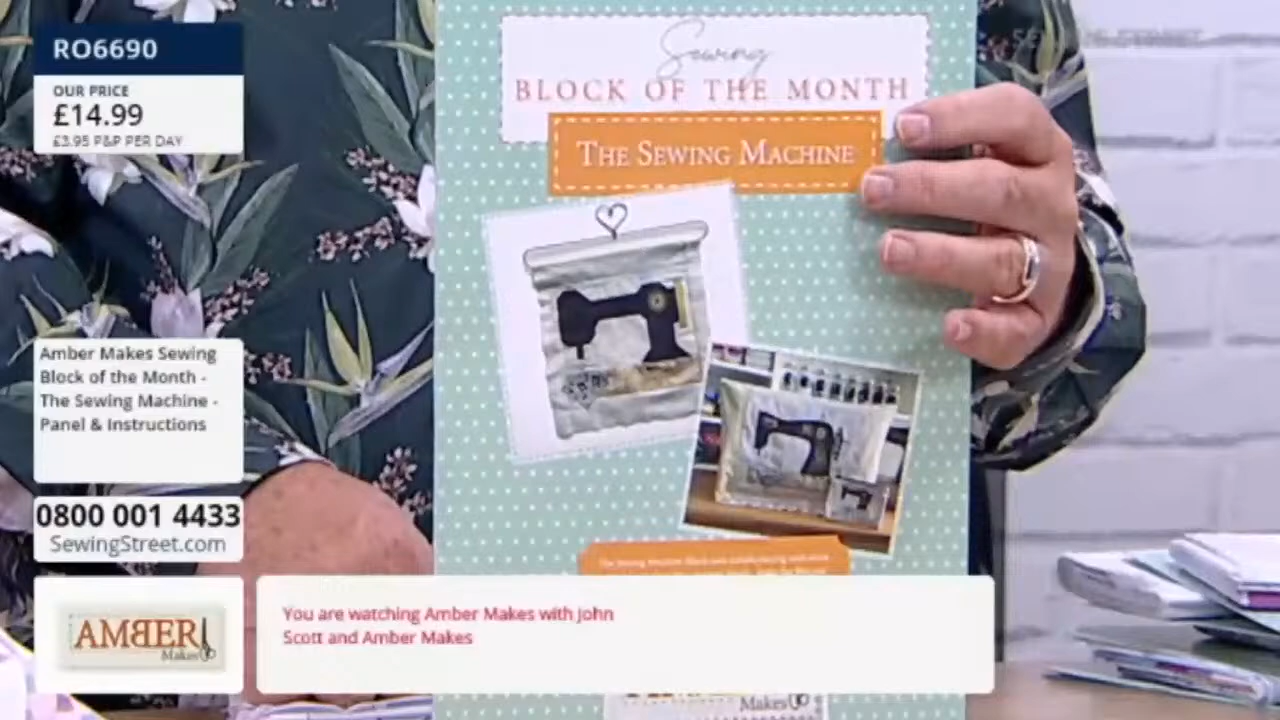 RO6690
OUR PRICE
£14.99
£3.95 P&P PER DAY
Sewing
BLOCK OF THE MONTH
THE SEWING MACHINE
Amber Makes Sewing
Block of the Month -
The Sewing Machine -
Panel & Instructions
0800 001 4433
SewingStreet.com
AMBER
Makes
You are watching Amber Makes with John
Scott and Amber Makes
Makes